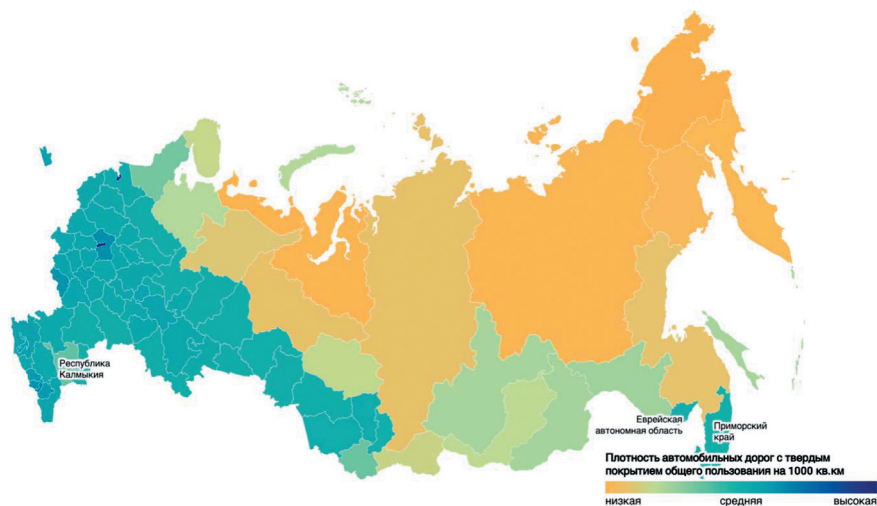 Республика
Калмыкия
Еврейская
автономная область
Приморский
край
Плотность автомобильных дорог с твердым
покрытием общего пользования на 1000 кв.км
низкая средняя высокая